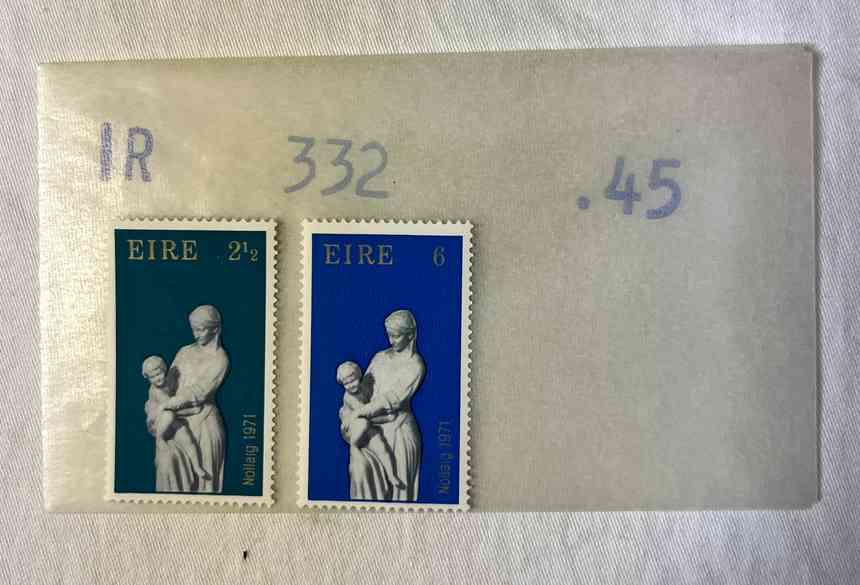 IR 332 .45
EIRE 2½
Nollaig 1971
EIRE 6
Nollaig 1971